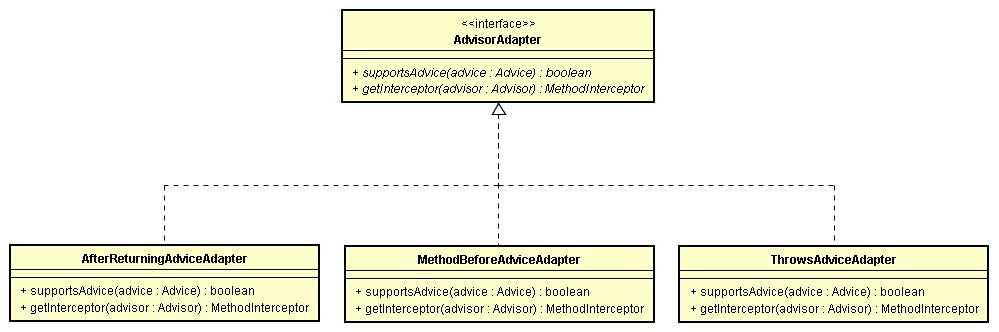 <<interface>>
AdvisorAdapter
+ supportsAdvice(advice : Advice) : boolean
+ getInterceptor(advisor : Advisor) : MethodInterceptor
AfterReturningAdviceAdapter
+ supportsAdvice(advice : Advice) : boolean
+ getInterceptor(advisor : Advisor) : MethodInterceptor
MethodBeforeAdviceAdapter
+ supportsAdvice(advice : Advice) : boolean
+ getInterceptor(advisor : Advisor) : MethodInterceptor
ThrowsAdviceAdapter
+ supportsAdvice(advice : Advice) : boolean
+ getInterceptor(advisor : Advisor) : MethodInterceptor